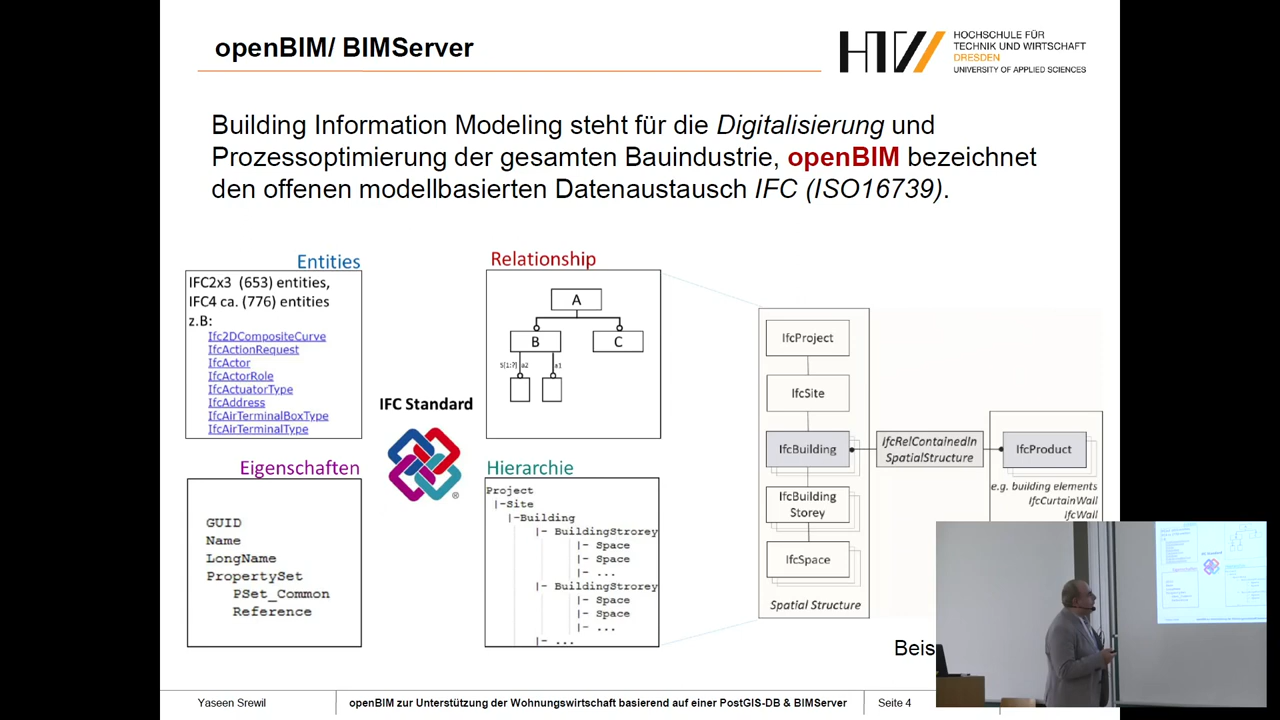 openBIM/ BIMServer
HOCHSCHULE FÜR
TECHNIK UND WIRTSCHAFT
DRESDEN
UNIVERSITY OF APPLIED SCIENCES
Building Information Modeling steht für die Digitalisierung und
Prozessoptimierung der gesamten Bauindustrie, openBIM bezeichnet
den offenen modellbasierten Datenaustausch IFC (ISO16739).
Entities
IFC2x3 (653) entities,
IFC4 ca. (776) entities
z.B:
Ifc2DCompositeCurve
IfcActionRequest
IfcActor
IfcActorRole
IfcActuatorType
IfcAddress
IfcAirTerminalBoxType
IfcAirTerminalType
Relationship
A
B
C
S[1:?]
a2
a1
IFC Standard
®
Eigenschaften
GUID
Name
LongName
PropertySet
PSet_Common
Reference
Hierarchie
Project
|-Site
|-Building
|- BuildingStrorey
|- Space
|- Space
|- ...
|- BuildingStorey
|- Space
|- Space
|- ...
|- ...
IfcProject
IfcSite
IfcBuilding
IfcBuilding
Storey
IfcSpace
Spatial Structure
IfcRelContainedIn
SpatialStructure
IfcProduct
e.g. building elements
IfcCurtainWall
IfcWall
Beis
Yaseen Srewil
openBIM zur Unterstützung der Wohnungswirtschaft basierend auf einer PostGIS-DB & BIMServer
Seite 4